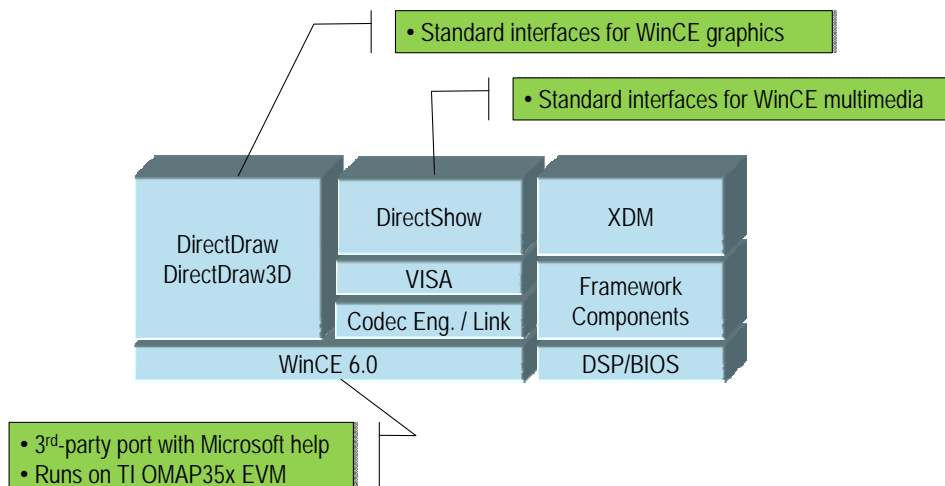 • Standard interfaces for WinCE graphics
• Standard interfaces for WinCE multimedia
DirectDraw
DirectDraw3D
DirectShow
VISA
Codec Eng. / Link
WinCE 6.0
XDM
Framework
Components
DSP/BIOS
• 3rd-party port with Microsoft help
• Runs on TI OMAP35x EVM